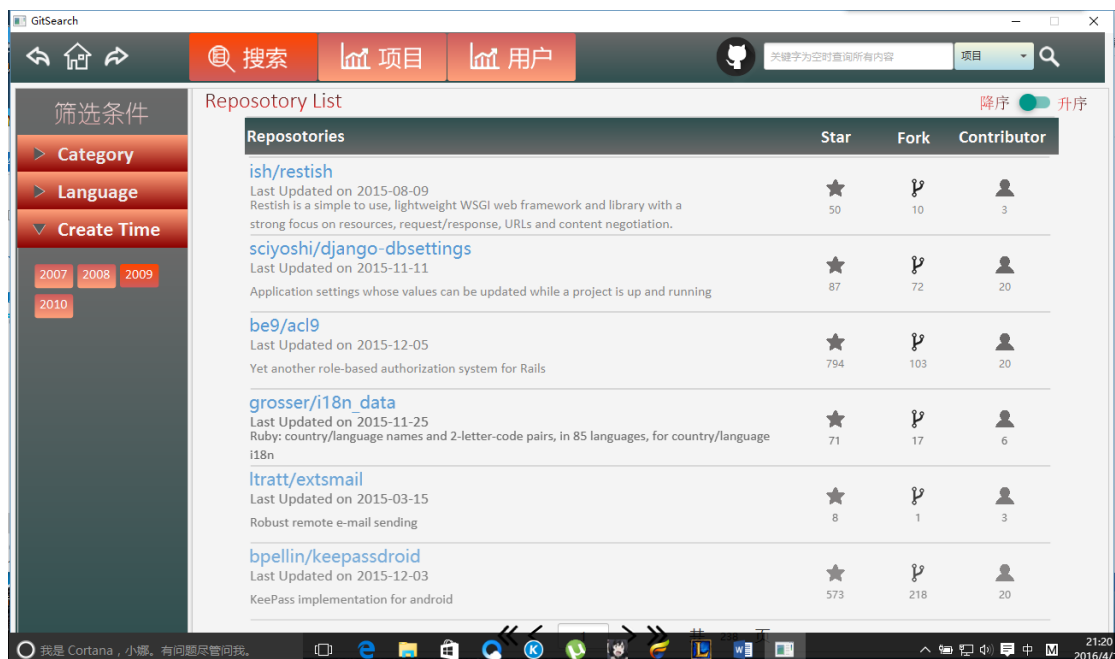 GitSearch
搜索 项目 用户 关键字为空时查询所有内容 项目
筛选条件
Category
Language
Create Time
2007 2008 2009
2010
Reposotory List 降序 升序
Reposotories Star Fork Contributor
ish/restish
Last Updated on 2015-08-09
Restish is a simple to use, lightweight WSGI web framework and library with a
strong focus on resources, request/response, URLs and content negotiation.
50 10 3
sciyoshi/django-dbsettings
Last Updated on 2015-11-11
Application settings whose values can be updated while a project is up and running
87 72 20
be9/acl9
Last Updated on 2015-12-05
Yet another role-based authorization system for Rails
794 103 20
grosser/i18n_data
Last Updated on 2015-11-25
Ruby: country/language names and 2-letter-code pairs, in 85 languages, for country/language
i18n
71 17 6
ltratt/extsmail
Last Updated on 2015-03-15
Robust remote e-mail sending
8 1 3
bpellin/keepassdroid
Last Updated on 2015-12-03
KeePass implementation for android
573 218 20
共 238 页
我是 Cortana，小娜。有问题尽管问我。
中 M 21:20
2016/4/